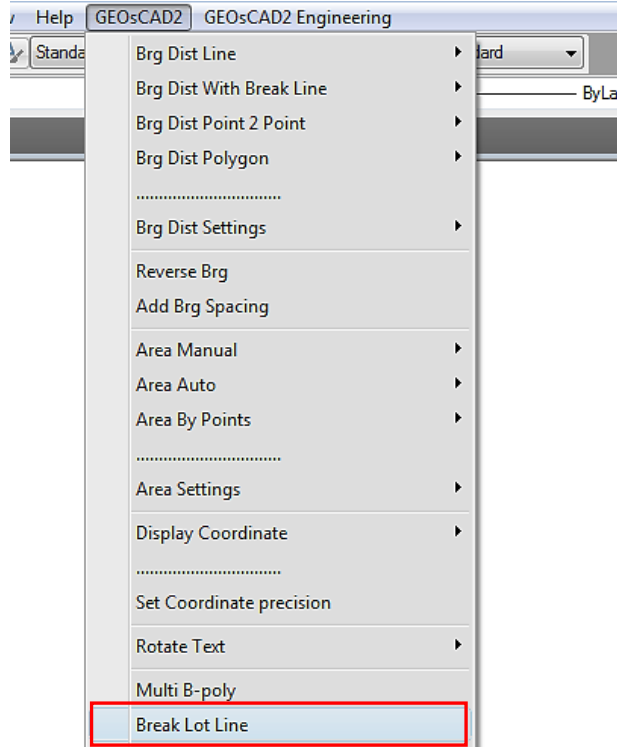 Help GEOsCAD2 GEOsCAD2 Engineering
Standa
Brg Dist Line
Brg Dist With Break Line
ByLa
Brg Dist Point 2 Point
Brg Dist Polygon
................................
Brg Dist Settings
Reverse Brg
Add Brg Spacing
Area Manual
Area Auto
Area By Points
................................
Area Settings
Display Coordinate
................................
Set Coordinate precision
Rotate Text
Multi B-poly
Break Lot Line